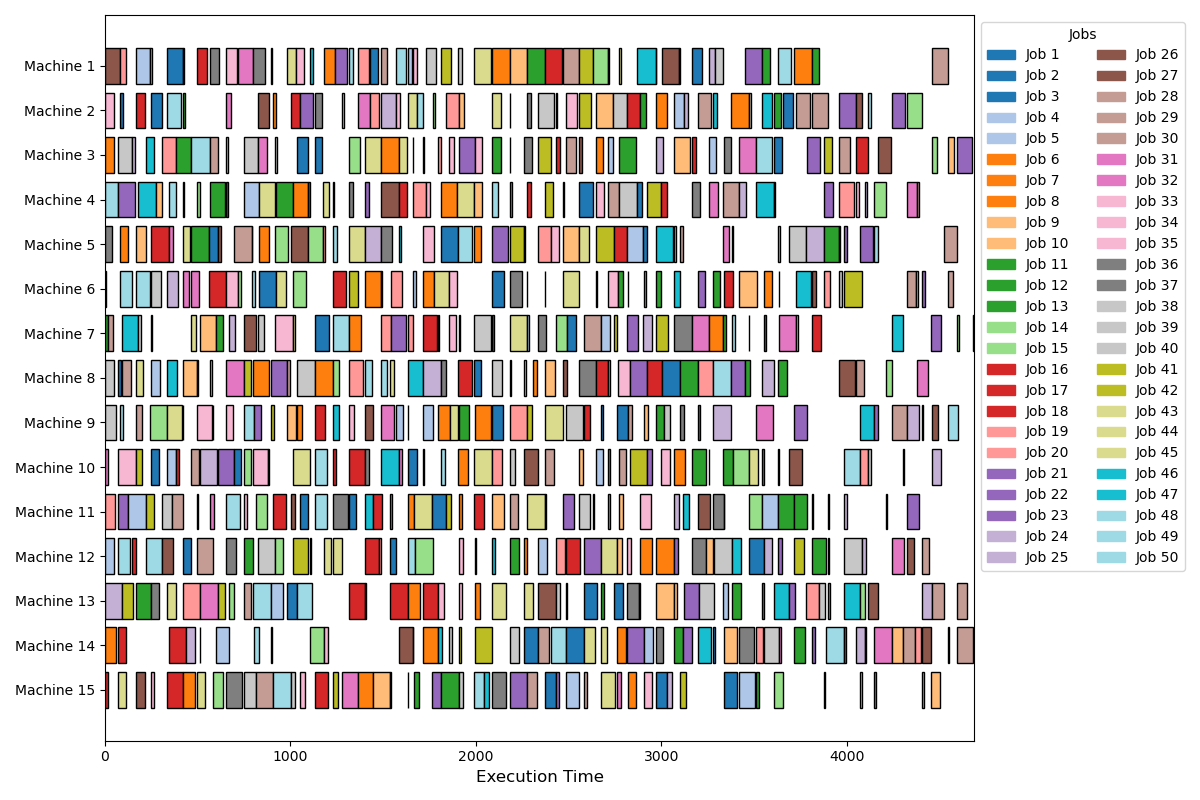 Machine 1
Machine 2
Machine 3
Machine 4
Machine 5
Machine 6
Machine 7
Machine 8
Machine 9
Machine 10
Machine 11
Machine 12
Machine 13
Machine 14
Machine 15
0 1000 2000 3000 4000
Execution Time
Jobs
Job 1
Job 2
Job 3
Job 4
Job 5
Job 6
Job 7
Job 8
Job 9
Job 10
Job 11
Job 12
Job 13
Job 14
Job 15
Job 16
Job 17
Job 18
Job 19
Job 20
Job 21
Job 22
Job 23
Job 24
Job 25
Job 26
Job 27
Job 28
Job 29
Job 30
Job 31
Job 32
Job 33
Job 34
Job 35
Job 36
Job 37
Job 38
Job 39
Job 40
Job 41
Job 42
Job 43
Job 44
Job 45
Job 46
Job 47
Job 48
Job 49
Job 50